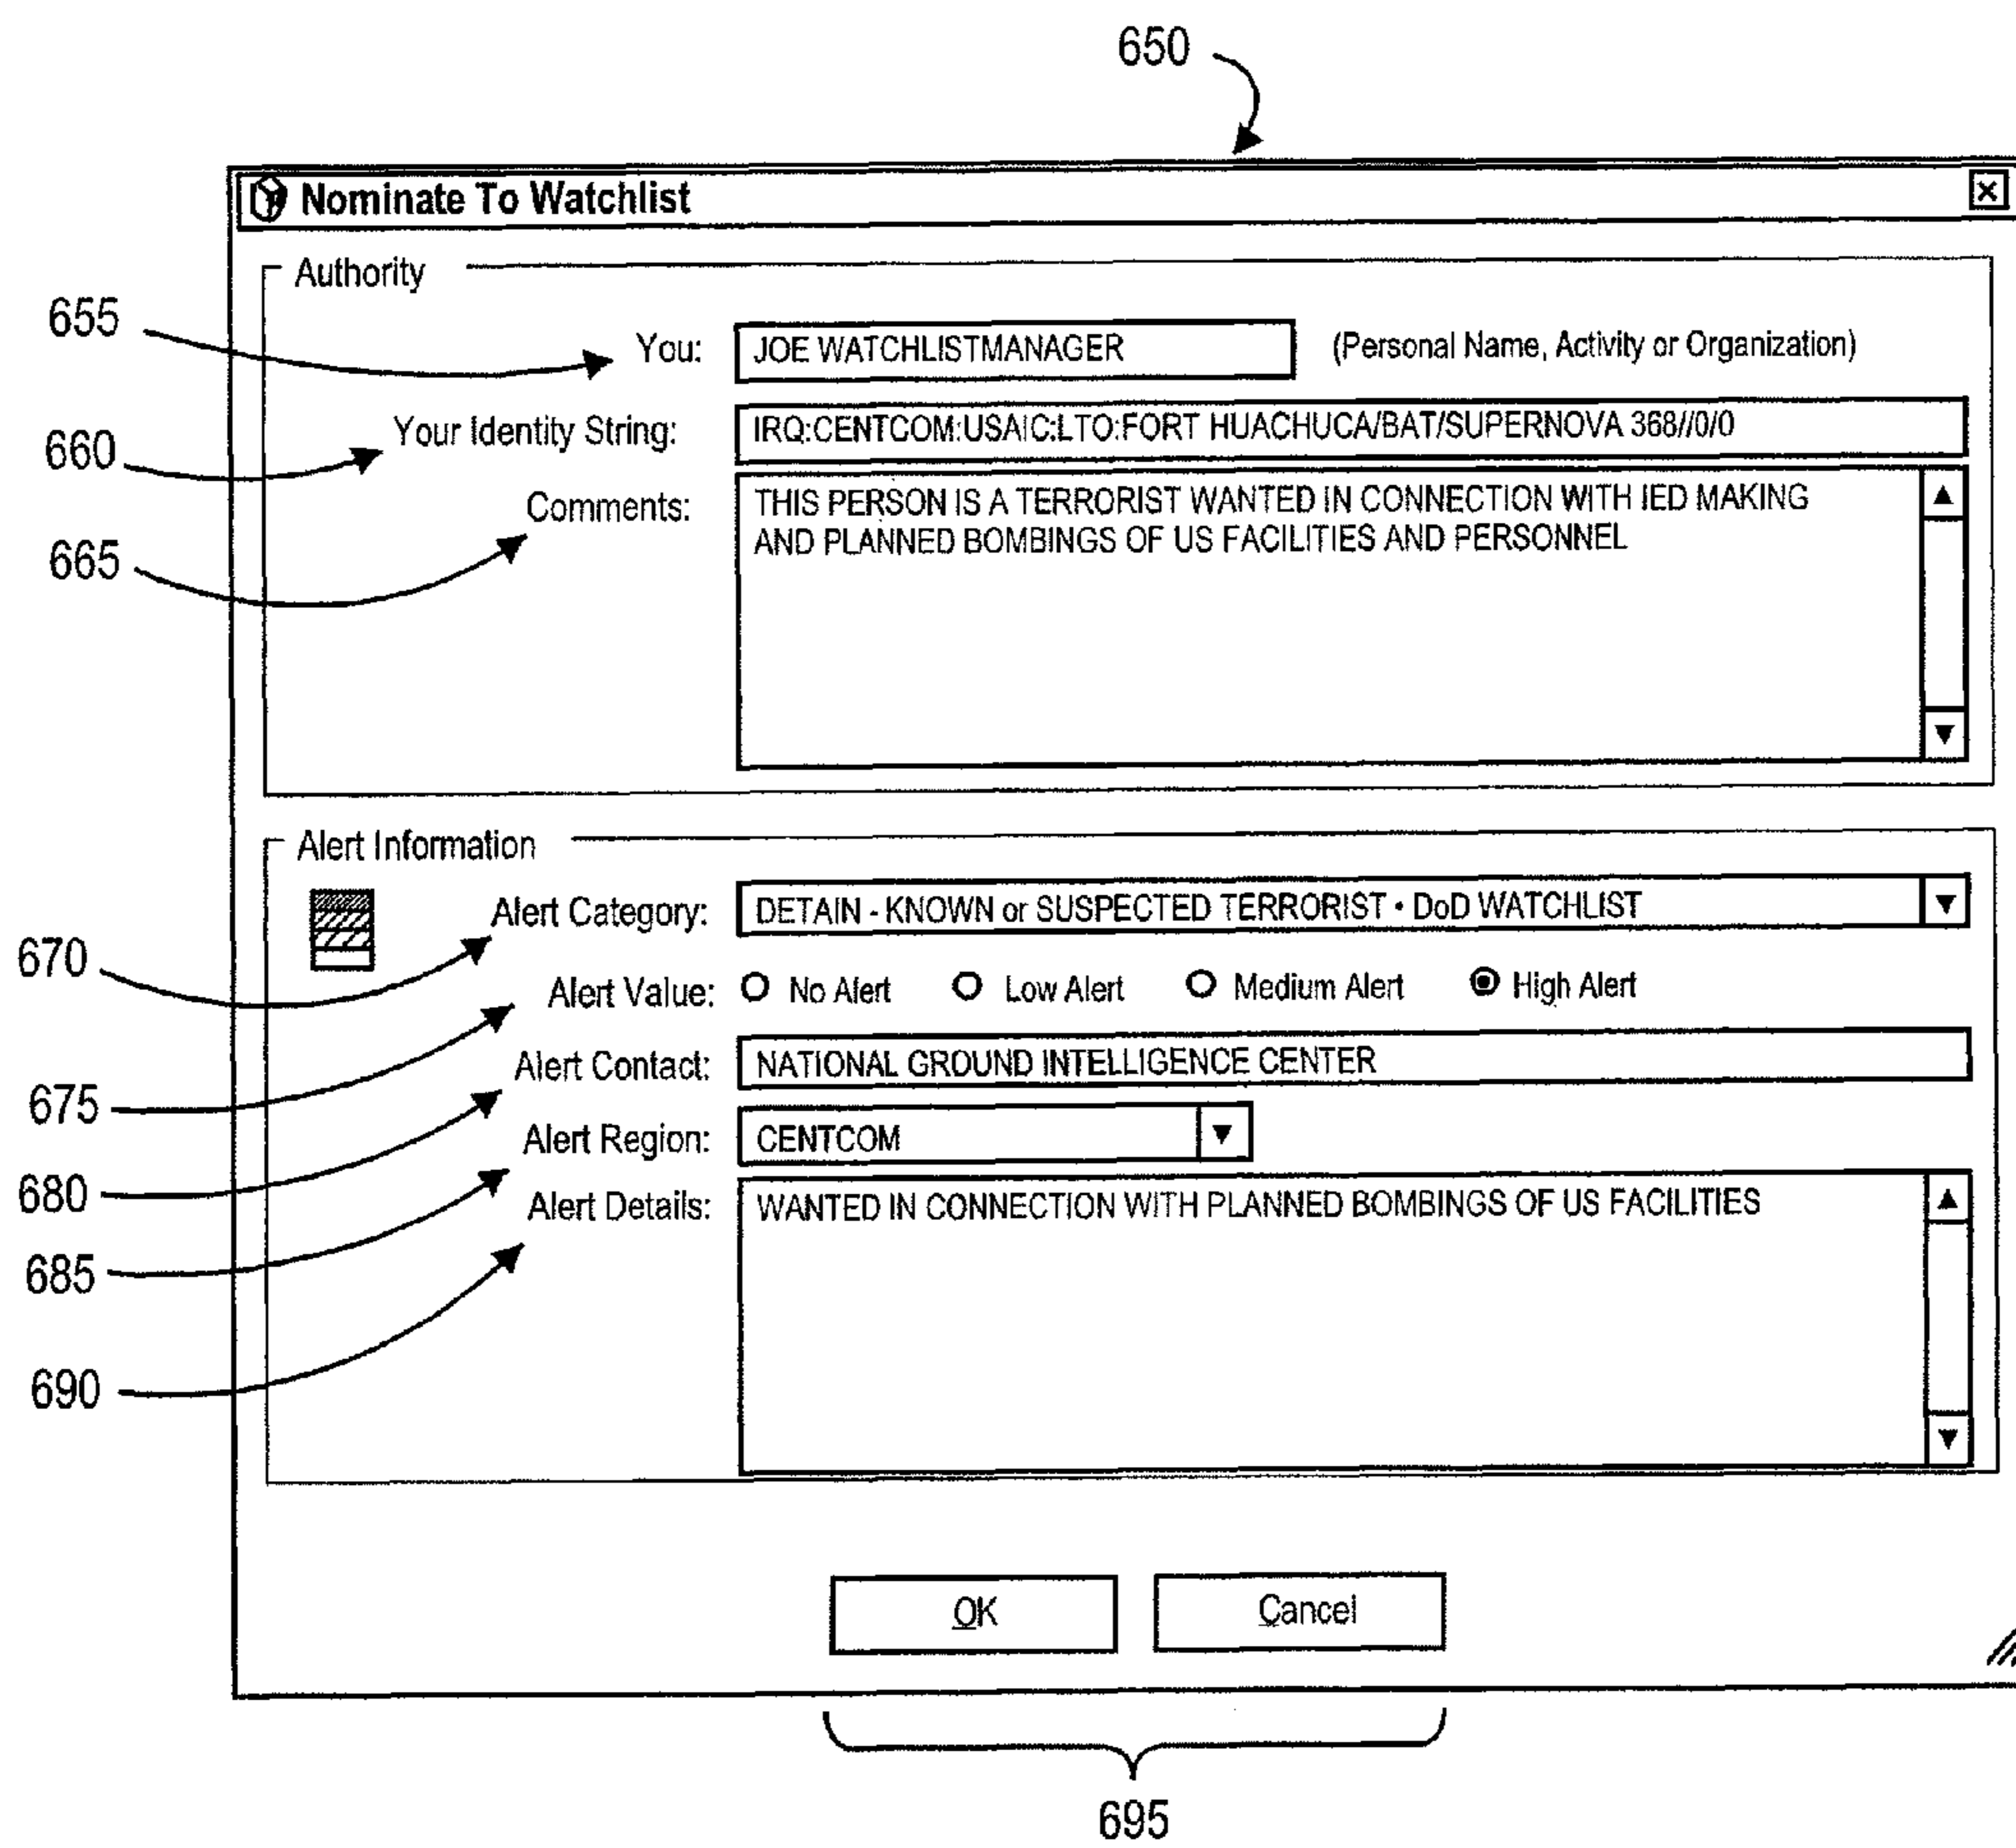 650
Nominate To Watchlist
Authority
655
You: JOE WATCHLISTMANAGER (Personal Name, Activity or Organization)
660
Your Identity String: IRQ:CENTCOM:USAIC:LTO:FORT HUACHUCA/BAT/SUPERNOVA 368//0/0
665
Comments: THIS PERSON IS A TERRORIST WANTED IN CONNECTION WITH IED MAKING
AND PLANNED BOMBINGS OF US FACILITIES AND PERSONNEL
Alert Information
670
Alert Category: DETAIN - KNOWN or SUSPECTED TERRORIST • DoD WATCHLIST
675
Alert Value: No Alert Low Alert Medium Alert High Alert
680
Alert Contact: NATIONAL GROUND INTELLIGENCE CENTER
685
Alert Region: CENTCOM
690
Alert Details: WANTED IN CONNECTION WITH PLANNED BOMBINGS OF US FACILITIES
OK Cancel
695